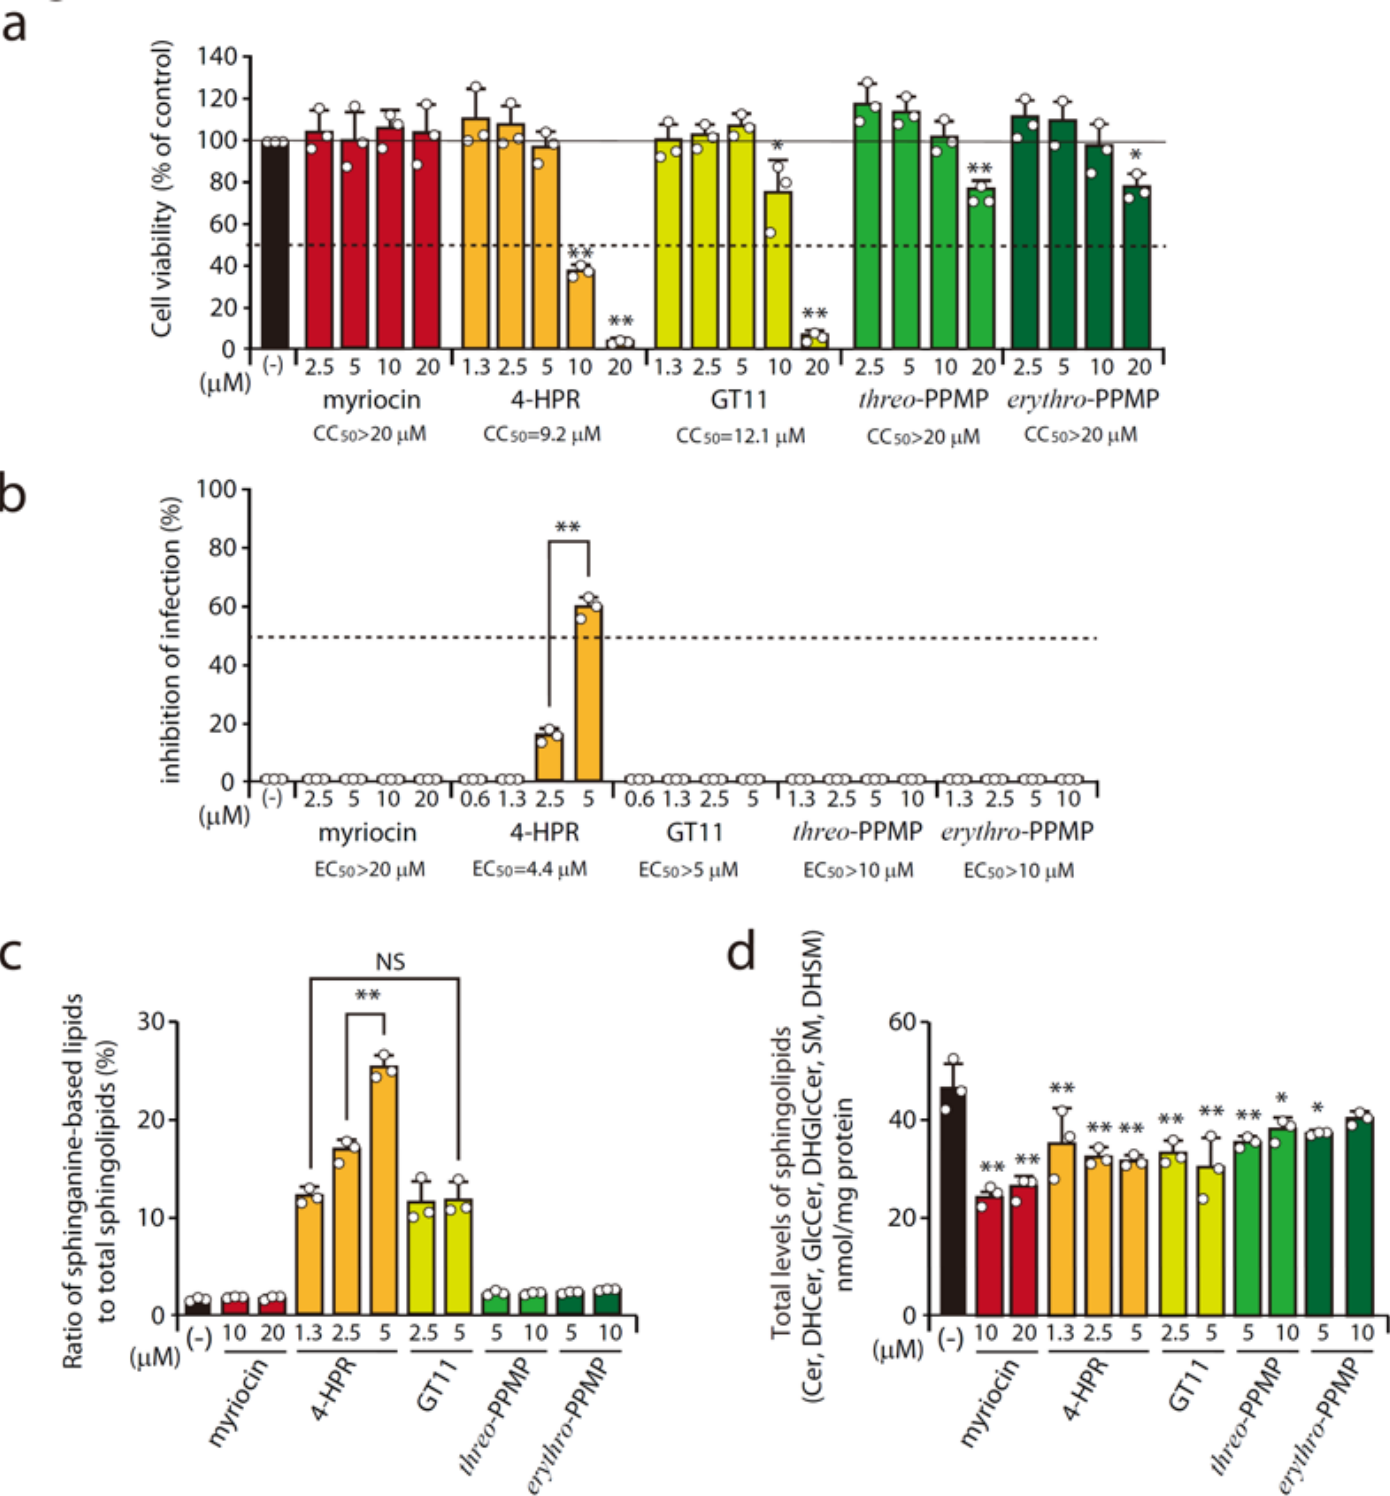 a
Cell viability (% of control)
140
120
100
80
60
40
20
0
* ** *
** ** **
(μM) (-) 2.5 5 10 20 1.3 2.5 5 10 20 1.3 2.5 5 10 20 2.5 5 10 20 2.5 5 10 20
myriocin 4-HPR GT11 threo-PPMP erythro-PPMP
CC50>20 μM CC50=9.2 μM CC50=12.1 μM CC50>20 μM CC50>20 μM
b
inhibition of infection (%)
100
80
60
40
20
0
**
(μM) (-) 2.5 5 10 20 0.6 1.3 2.5 5 0.6 1.3 2.5 5 1.3 2.5 5 10 1.3 2.5 5 10
myriocin 4-HPR GT11 threo-PPMP erythro-PPMP
EC50>20 μM EC50=4.4 μM EC50>5 μM EC50>10 μM EC50>10 μM
c
Ratio of sphinganine-based lipids
to total sphingolipids (%)
30
20
10
0
NS
**
(μM) (-) 10 20 1.3 2.5 5 2.5 5 5 10 5 10
myriocin 4-HPR GT11 threo-PPMP erythro-PPMP
d
Total levels of sphingolipids
(Cer, DHCer, GlcCer, DHGlcCer, SM, DHSM)
nmol/mg protein
60
40
20
0
** ** ** ** ** ** ** ** * *
(μM) (-) 10 20 1.3 2.5 5 2.5 5 5 10 5 10
myriocin 4-HPR GT11 threo-PPMP erythro-PPMP